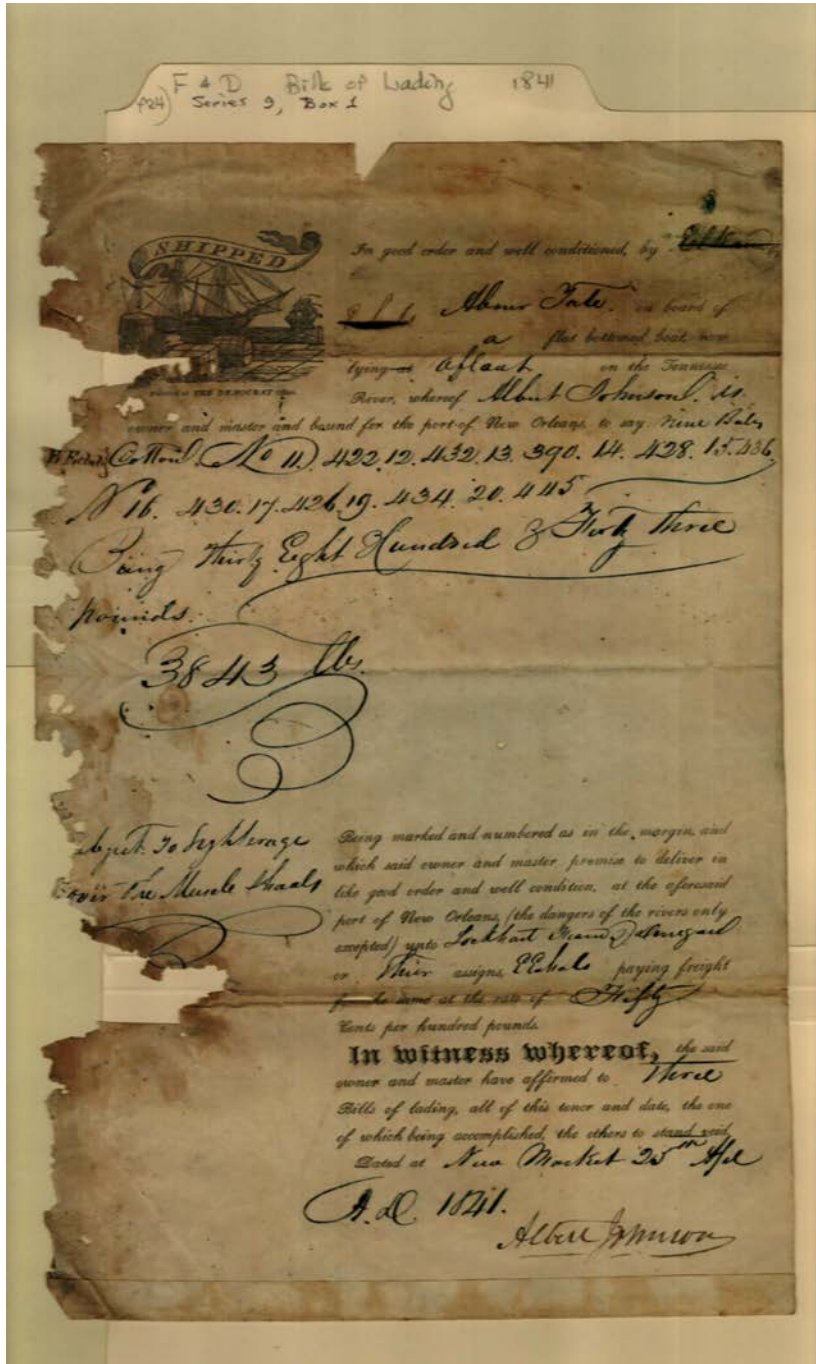 F & D Bills of Lading 1841
P24) Series 9, Box 1
SHIPPED
In good order and well conditioned, by
Abner Tate. on board of
a flat bottomed boat now
lying at afloat on the Tennessee
River, whereof Albert Johnson is
owner and master and bound for the port of New Orleans, to say Nine Bales
Cotton. No 11. 422. 12. 432. 13. 390. 14. 428. 15. 436
N 16. 430. 17. 426. 19. 434. 20. 445
Being Thirty Eight Hundred & Forty three
pounds.
3843 lbs.
Being marked and numbered as in the margin, and
which said owner and master, promise to deliver in
like good order and well condition, at the aforesaid
port of New Orleans, (the dangers of the rivers only
excepted) unto Lockhart
or their assigns, paying freight
for the same at the rate of Fifty
Cents per hundred pounds.
to Lighterage
over the Muscle Shoals
In witness whereof, the said
owner and master have affirmed to three
Bills of lading, all of this tenor and date, the one
of which being accomplished, the others to stand void.
Dated at New Market 25th Apl
A.D. 1841.
Albert Johnson